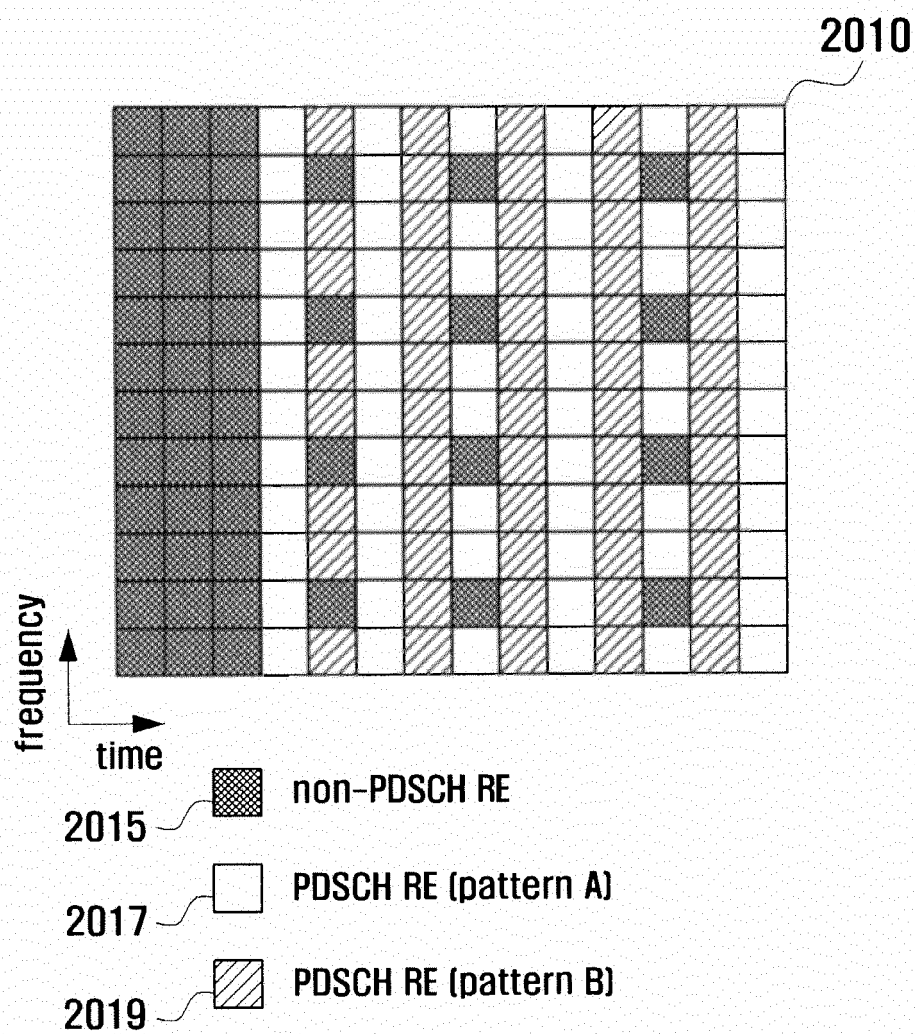 2010
frequency
time
non-PDSCH RE
2015
PDSCH RE (pattern A)
2017
PDSCH RE (pattern B)
2019